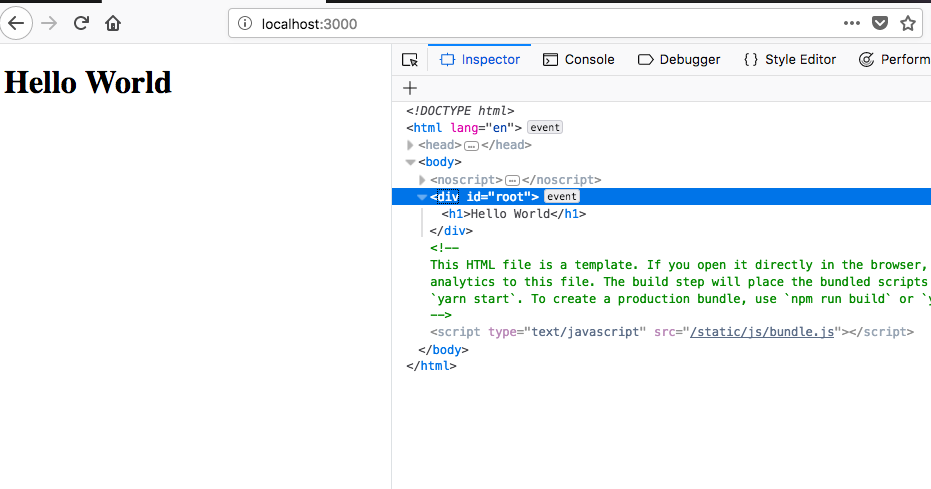 localhost:3000
Hello World
Inspector Console Debugger Style Editor Perform
<!DOCTYPE html>
<html lang="en"> event
<head>…</head>
<body>
<noscript>…</noscript>
<div id="root"> event
<h1>Hello World</h1>
</div>
<!--
This HTML file is a template. If you open it directly in the browser,
analytics to this file. The build step will place the bundled scripts
`yarn start`. To create a production bundle, use `npm run build` or `y
-->
<script type="text/javascript" src="/static/js/bundle.js"></script>
</body>
</html>